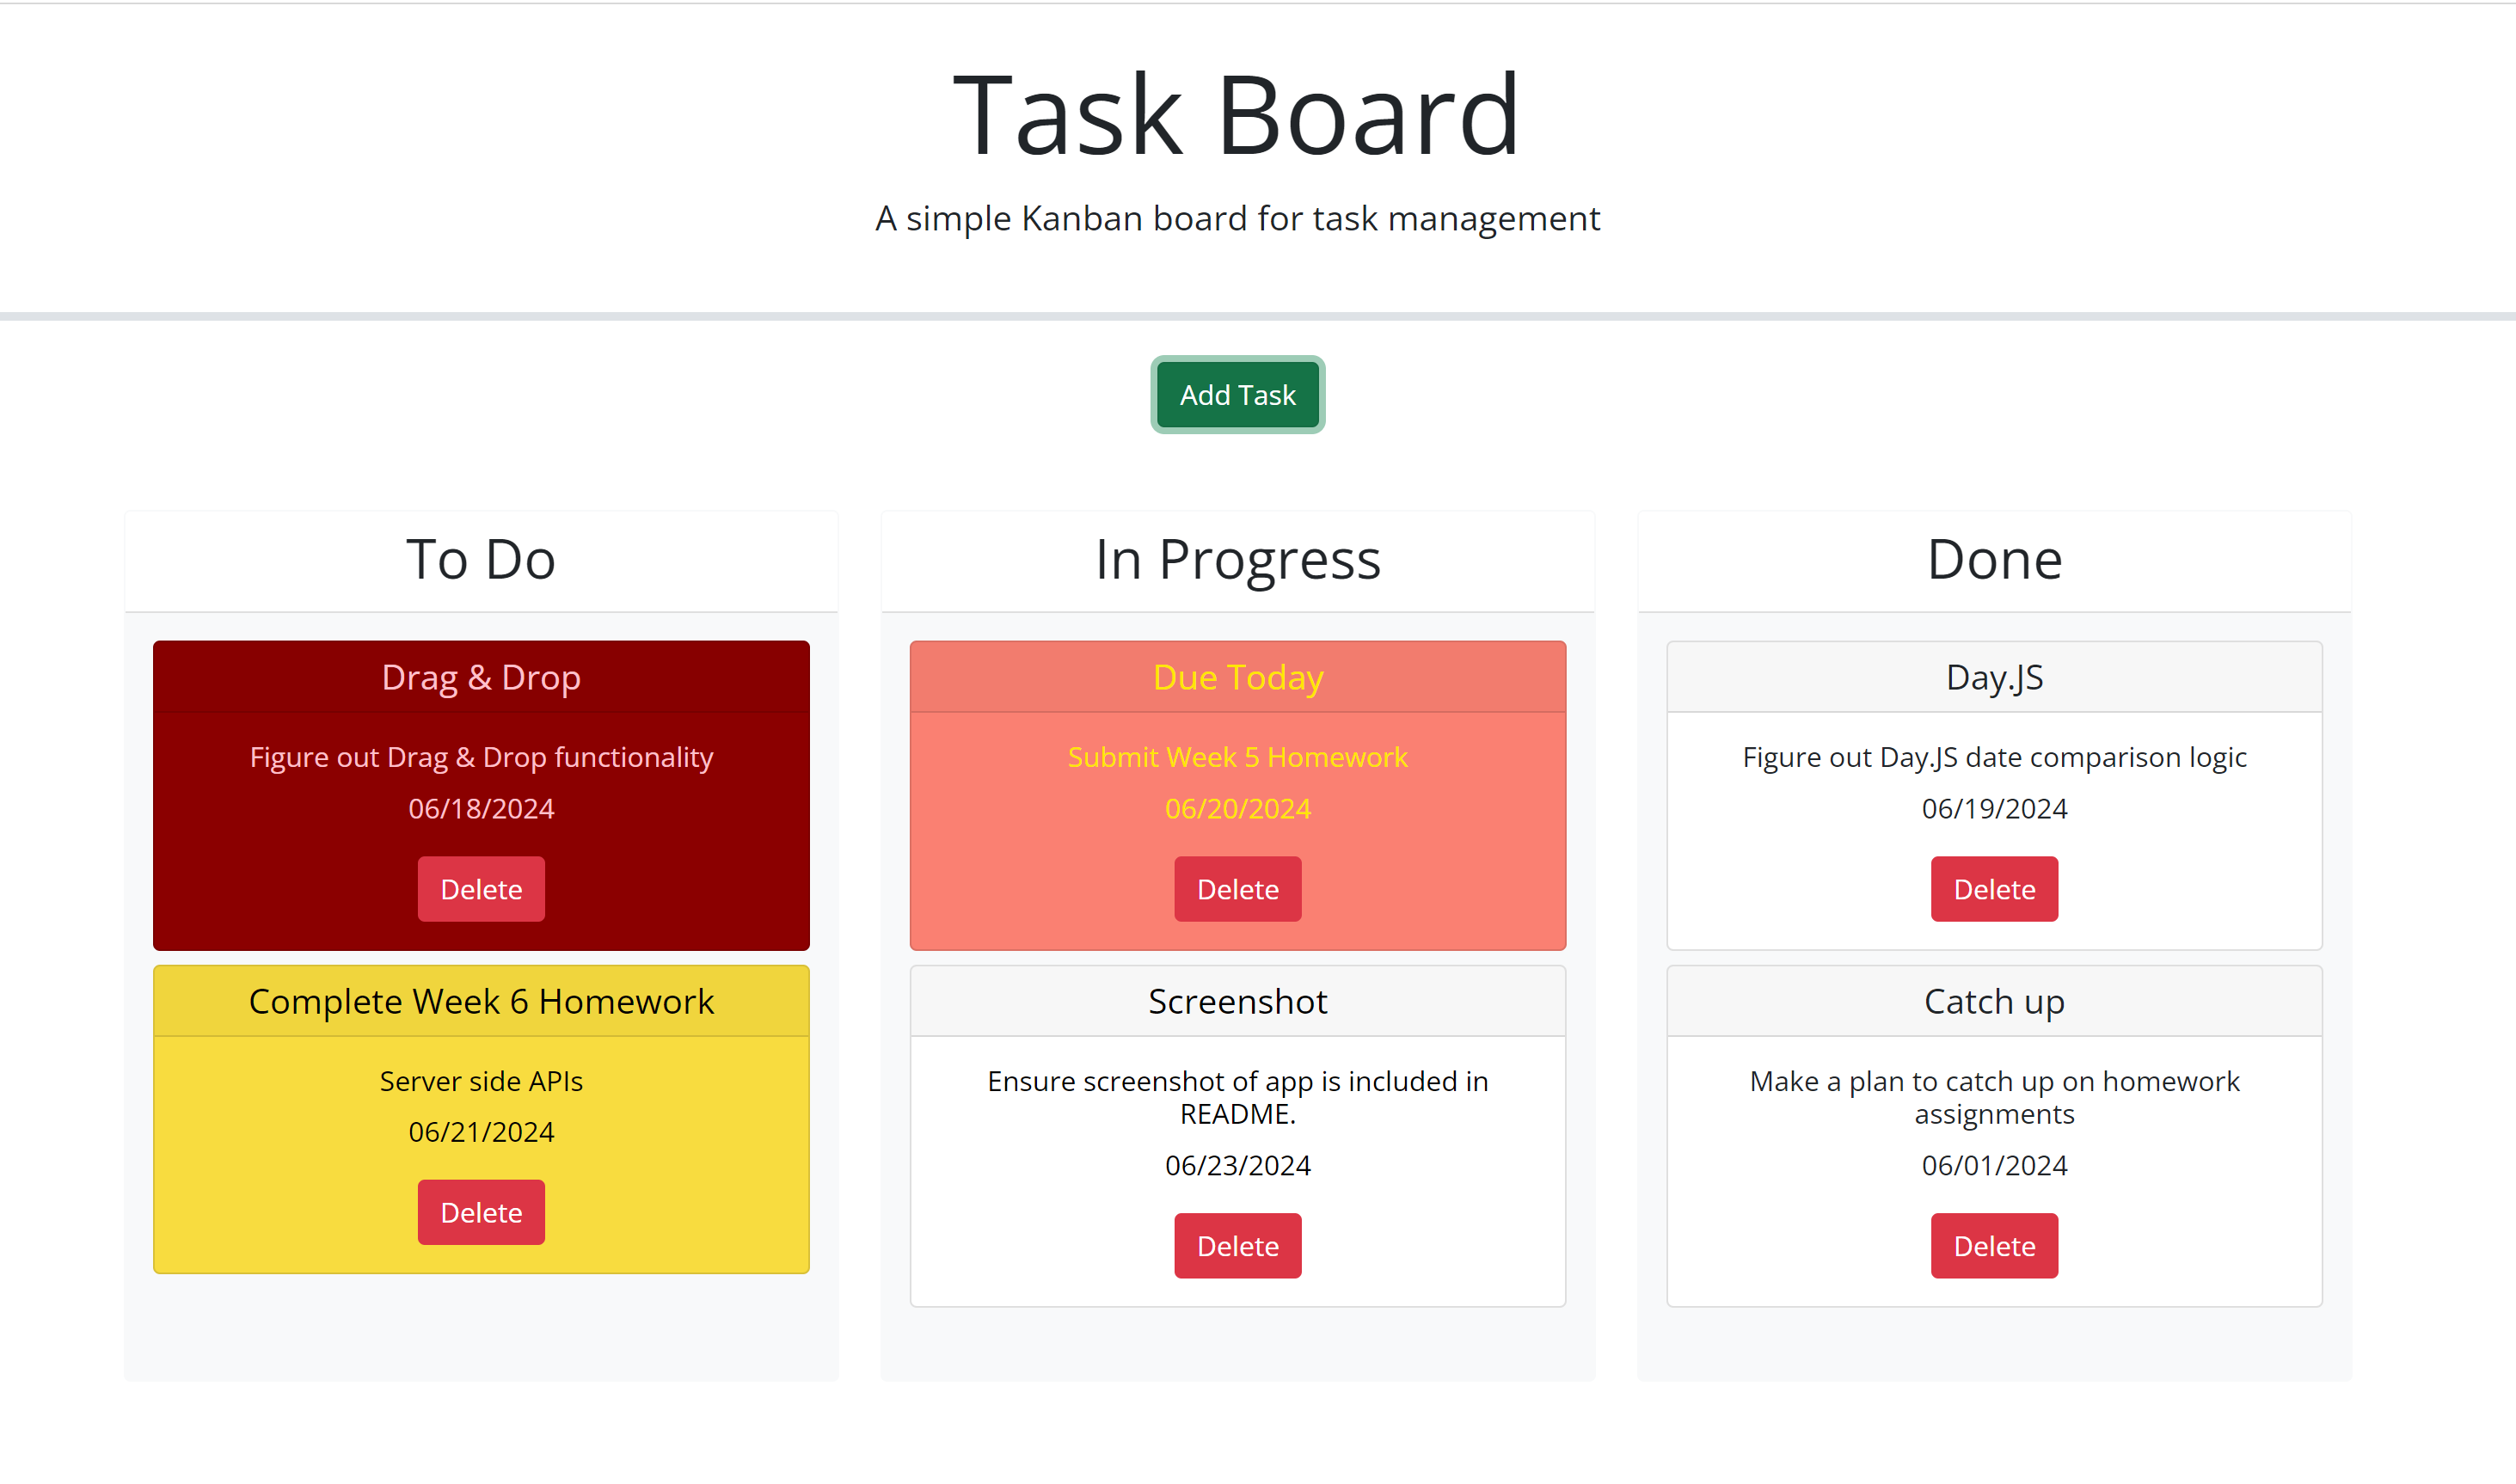 Task Board
A simple Kanban board for task management
Add Task
To Do
Drag & Drop
Figure out Drag & Drop functionality
06/18/2024
Delete
Complete Week 6 Homework
Server side APIs
06/21/2024
Delete
In Progress
Due Today
Submit Week 5 Homework
06/20/2024
Delete
Screenshot
Ensure screenshot of app is included in
README.
06/23/2024
Delete
Done
Day.JS
Figure out Day.JS date comparison logic
06/19/2024
Delete
Catch up
Make a plan to catch up on homework
assignments
06/01/2024
Delete